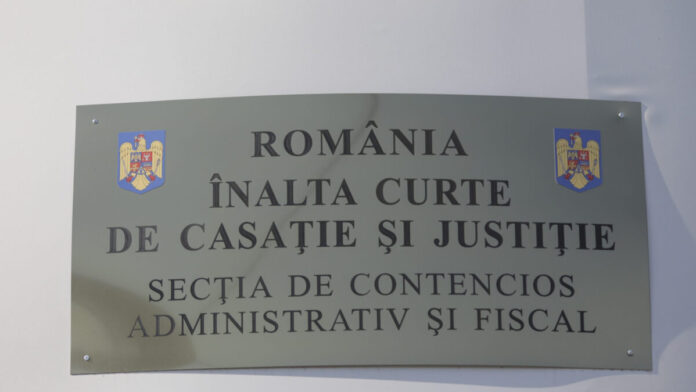 ROMÂNIA
ÎNALTA CURTE
DE CASAŢIE ŞI JUSTIŢIE
SECŢIA DE CONTENCIOS
ADMINISTRATIV ŞI FISCAL